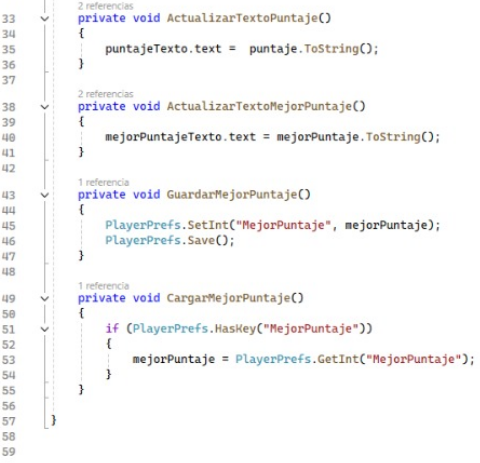 2 referencias
33 private void ActualizarTextoPuntaje()
34 {
35 puntajeTexto.text =  puntaje.ToString();
36 }
37
2 referencias
38 private void ActualizarTextoMejorPuntaje()
39 {
40 mejorPuntajeTexto.text = mejorPuntaje.ToString();
41 }
42
1 referencia
43 private void GuardarMejorPuntaje()
44 {
45 PlayerPrefs.SetInt("MejorPuntaje", mejorPuntaje);
46 PlayerPrefs.Save();
47 }
48
1 referencia
49 private void CargarMejorPuntaje()
50 {
51 if (PlayerPrefs.HasKey("MejorPuntaje"))
52 {
53 mejorPuntaje = PlayerPrefs.GetInt("MejorPuntaje");
54 }
55 }
56
57 }
58
59